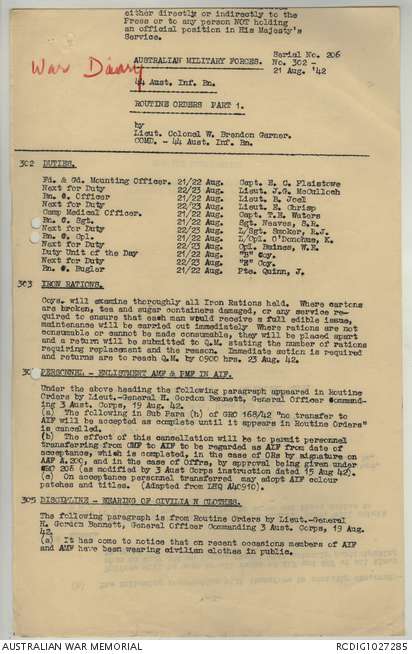 either directly or indirectly to the
Press or to any person NOT holding
an official position in His Majesty's
Service.
Serial No. 206
AUSTRALIAN MILITARY FORCES. No. 302 -
21 Aug. '42
War Diary
44 Aust. Inf. Bn.
ROUTINE ORDERS PART 1.
by
Lieut. Colonel W. Brendon Garner.
COMD. - 44 Aust. Inf. Bn.
302 DUTIES.
Fd. & Gd. Mounting Officer. 21/22 Aug. Capt. H. C. Plaistowe
Next for Duty 22/23 Aug. Lieut. J.G. McCulloch
Bn. O. Officer 21/22 Aug. Lieut. B. Joel
Next for Duty 22/23 Aug. Lieut. E. Chrisp
Camp Medical Officer. 21/22 Aug. Capt. T.H. Waters
Bn. O. Sgt. 21/22 Aug. Sgt. Neaves, S.R.
Next for Duty 22/23 Aug. L/Sgt. Smoker, R.J.
Bn. O. Cpl. 21/22 Aug. L/Cpl. O'Donohue, K.
Next for Duty 22/23 Aug. Cpl. Baines, W.E.
Duty Unit of the Day 21/22 Aug. "B" Coy.
Next for Duty 22/23 Aug. Coy.
Bn. O. Bugler 21/22 Aug. Pte. Quinn, J.
303 IRON RATIONS.
Coys. will examine thoroughly all Iron Rations held. Where cartons
are broken, tea and sugar containers damaged, or any service re-
quired to ensure that each man would receive a full edible issue,
maintenance will be carried out immediately Where rations are not
consumable or cannot be made consumable, they will be placed apart
and a return will be submitted to Q.M. stating the number of rations
requiring replacement and the reason. Immediate action is required
and returns are to reach Q.M. by 0900 hrs. 23 Aug. 42.
30 PERSONNEL - ENLISTMENT AMF & PMF IN AIF.
Under the above heading the following paragraph appeared in Routine
Orders by Lieut.-General H. Gordon Bennett, General Officer Command-
ing 3 Aust. Corps, 19 Aug. 42.
(a) The following in Sub Para (h) of GRO 168/42 "no transfer to
AIF will be accepted as complete until it appears in Routine Orders"
is cancelled.
(b) The effect of this cancellation will be to permit personnel
transferring from CMF to AIF to be regarded as AIF from date of
acceptance, which is completed, in the case of ORs by signature on
AAF A.200, and in the case of Offrs, by approval being given under
GRO 206 (as modified by 3 Aust Corps instruction dated 15 Aug 42).
(c) On acceptance personnel transferred may adopt AIF colour
patches and titles. (Adapted from LHQ A40910).
305 DISCIPLINE - WEARING OF CIVILIA N CLOTHES.
The following paragraph is from Routine Orders by Lieut.-General
H. Gordon Bennett, General Officer Commanding 3 Aust. Corps, 19 Aug.
42.
(a) It has come to notice that on recent occasions members of AIF
and AMF have been wearing civilian clothes in public.
AUSTRALIAN WAR MEMORIAL RCDIG1027285